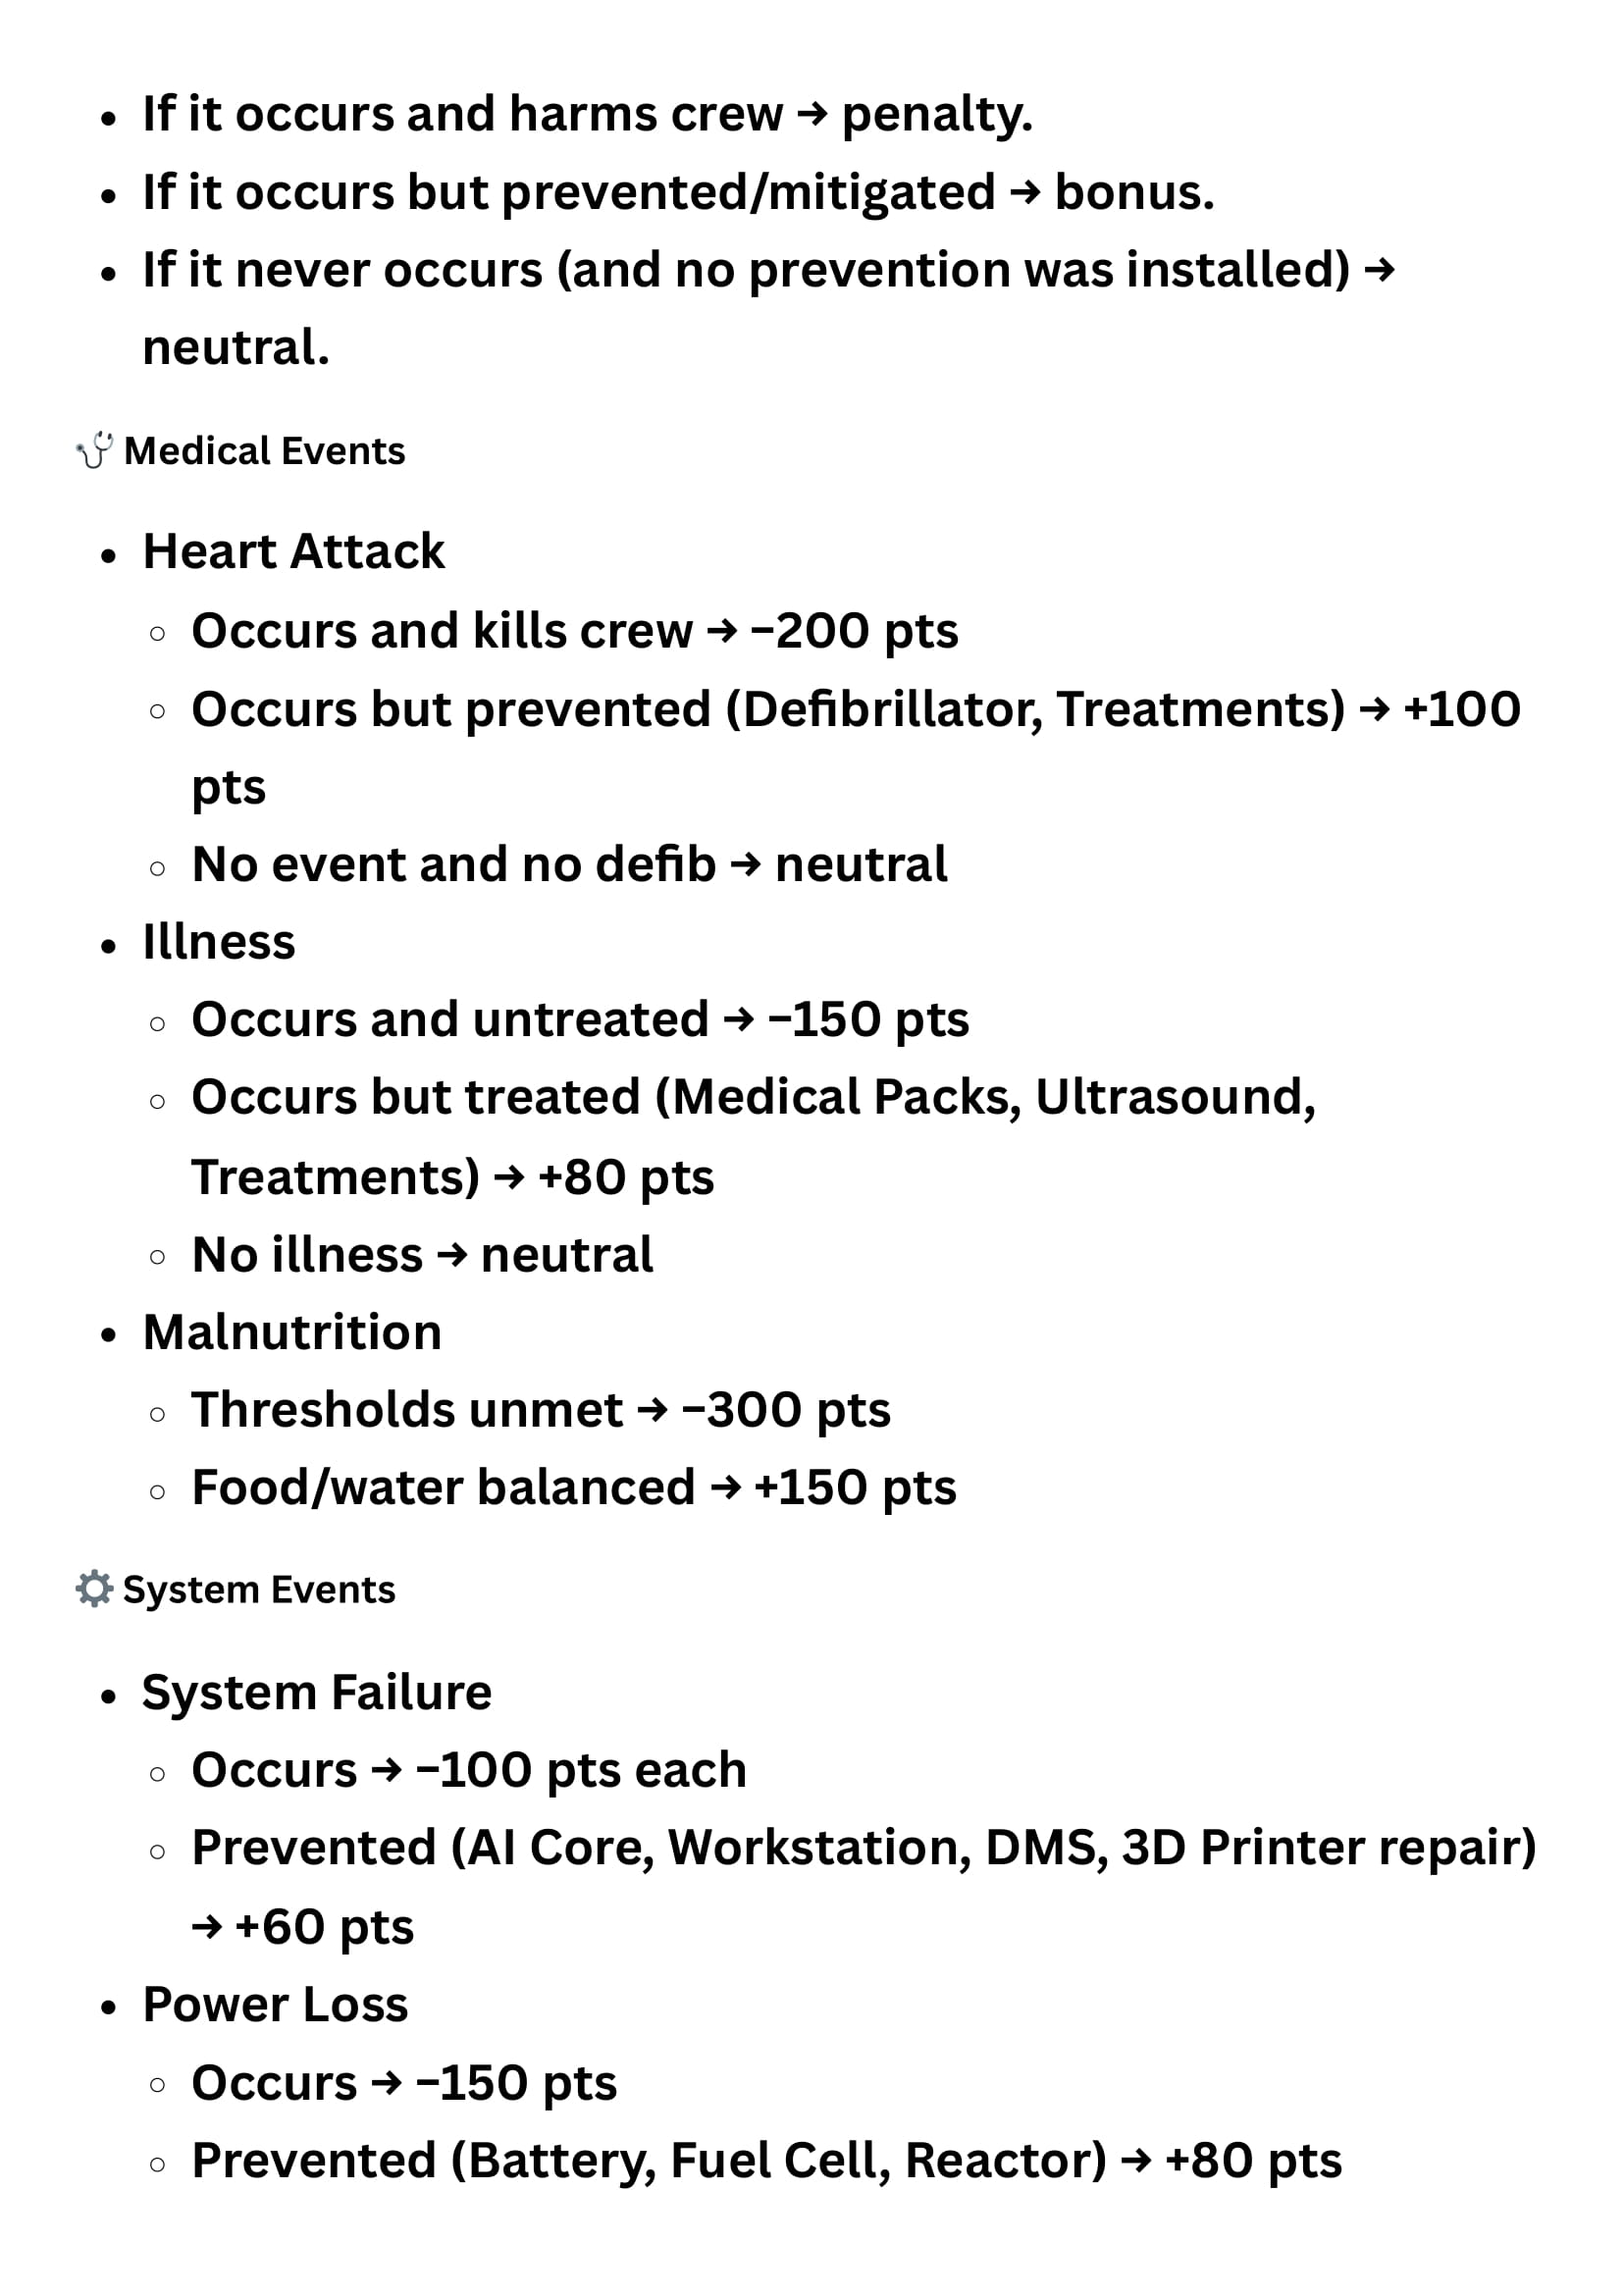 • If it occurs and harms crew → penalty.
• If it occurs but prevented/mitigated → bonus.
• If it never occurs (and no prevention was installed) →
neutral.
🩺 Medical Events
• Heart Attack
○ Occurs and kills crew → −200 pts
○ Occurs but prevented (Defibrillator, Treatments) → +100
pts
○ No event and no defib → neutral
• Illness
○ Occurs and untreated → −150 pts
○ Occurs but treated (Medical Packs, Ultrasound,
Treatments) → +80 pts
○ No illness → neutral
• Malnutrition
○ Thresholds unmet → −300 pts
○ Food/water balanced → +150 pts
⚙️ System Events
• System Failure
○ Occurs → −100 pts each
○ Prevented (AI Core, Workstation, DMS, 3D Printer repair)
→ +60 pts
• Power Loss
○ Occurs → −150 pts
○ Prevented (Battery, Fuel Cell, Reactor) → +80 pts